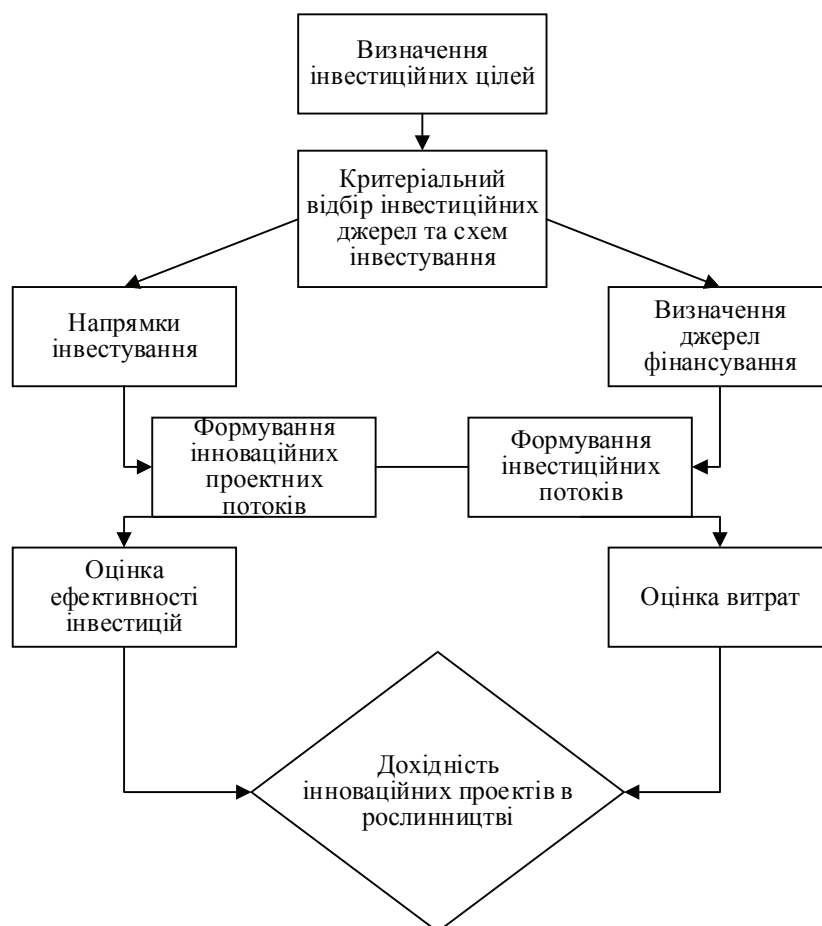 Визначення
інвестиційних цілей
Критеріальний
відбір інвестиційних
джерел та схем
інвестування
Напрямки
інвестування
Визначення
джерел
фінансування
Формування
інноваційних
проектних
потоків
Формування
інвестиційних
потоків
Оцінка
ефективності
інвестицій
Оцінка витрат
Дохідність
інноваційних проектів в
рослинництві